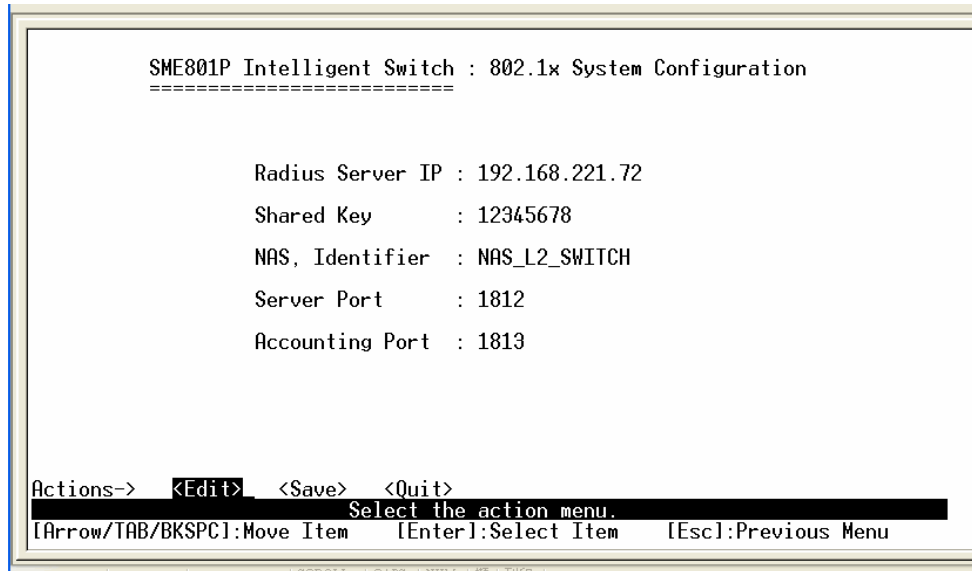 SME801P Intelligent Switch : 802.1x System Configuration
==========================
Radius Server IP : 192.168.221.72
Shared Key : 12345678
NAS, Identifier : NAS_L2_SWITCH
Server Port : 1812
Accounting Port : 1813
Actions-> <Edit> <Save> <Quit>
Select the action menu.
[Arrow/TAB/BKSPC]:Move Item [Enter]:Select Item [Esc]:Previous Menu